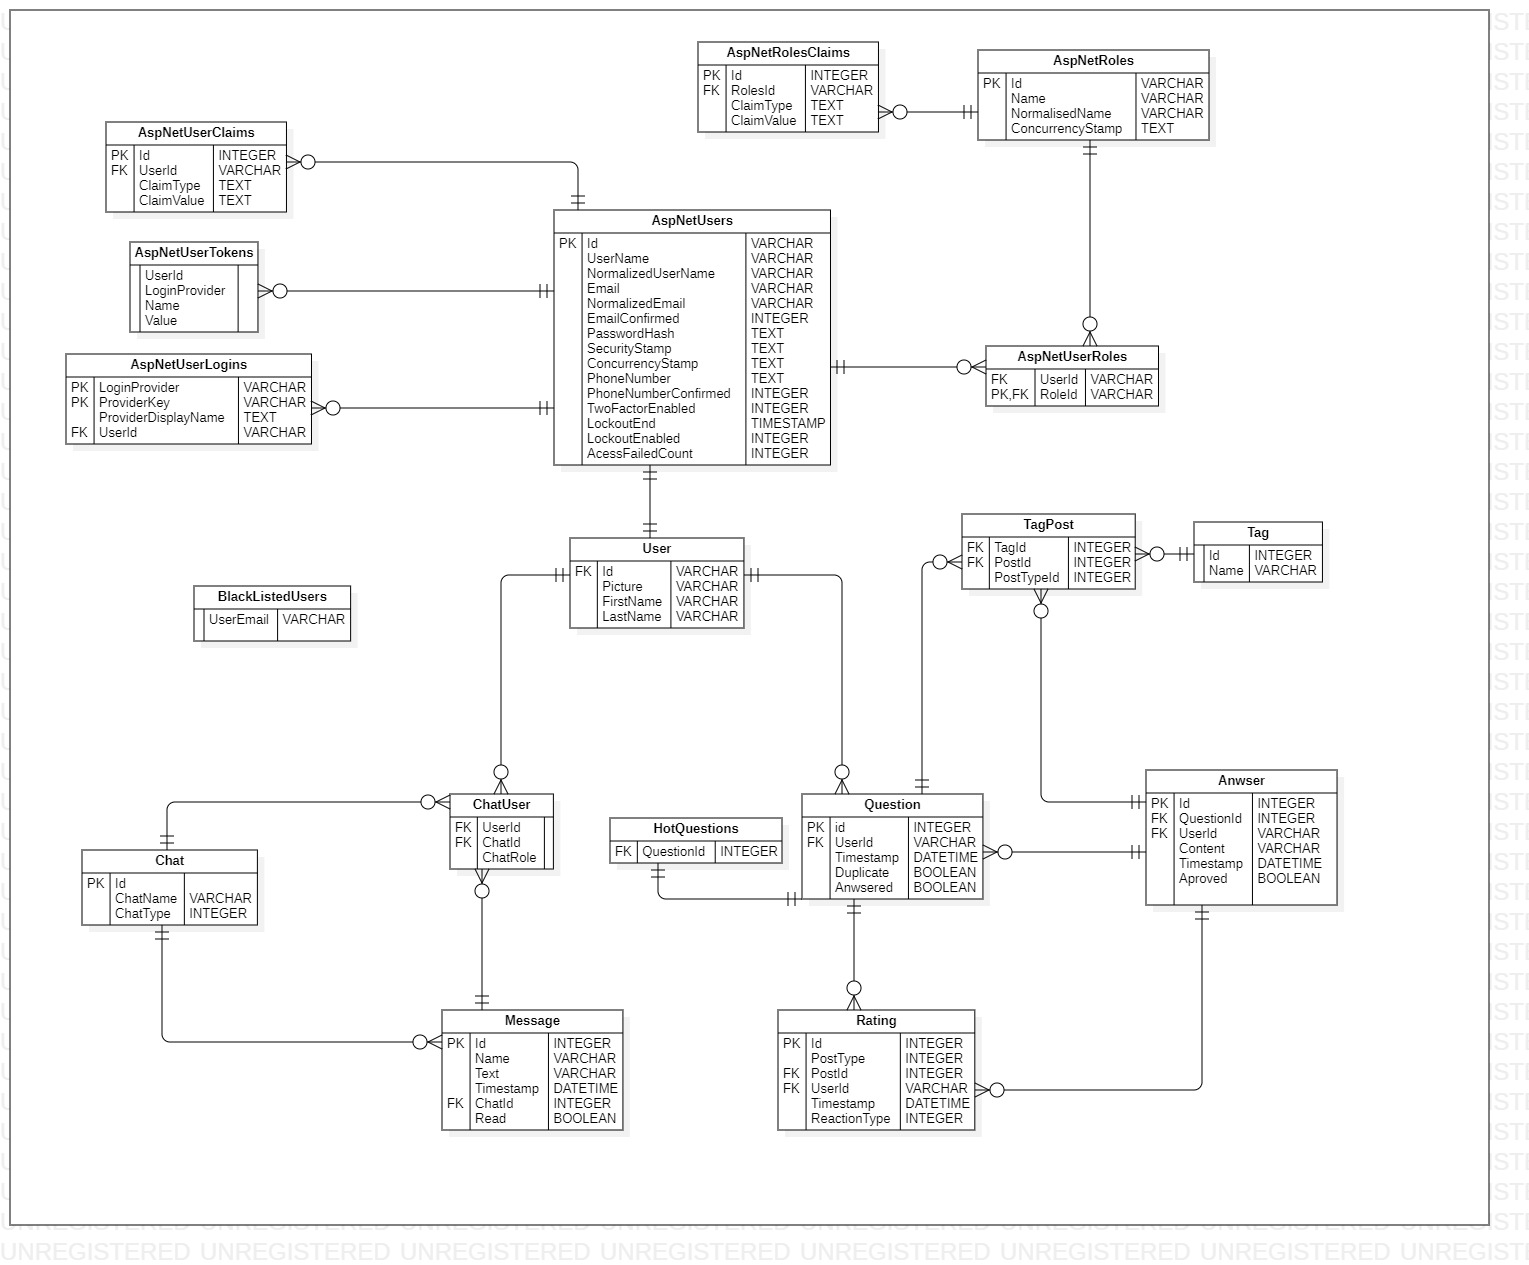 AspNetRolesClaims
PK Id INTEGER
FK RolesId VARCHAR
ClaimType TEXT
ClaimValue TEXT
AspNetRoles
PK Id VARCHAR
Name VARCHAR
NormalisedName VARCHAR
ConcurrencyStamp TEXT
AspNetUserClaims
PK Id INTEGER
FK UserId VARCHAR
ClaimType TEXT
ClaimValue TEXT
AspNetUsers
PK Id VARCHAR
UserName VARCHAR
NormalizedUserName VARCHAR
Email VARCHAR
NormalizedEmail VARCHAR
EmailConfirmed INTEGER
PasswordHash TEXT
SecurityStamp TEXT
ConcurrencyStamp TEXT
PhoneNumber TEXT
PhoneNumberConfirmed INTEGER
TwoFactorEnabled INTEGER
LockoutEnd TIMESTAMP
LockoutEnabled INTEGER
AcessFailedCount INTEGER
AspNetUserTokens
UserId
LoginProvider
Name
Value
AspNetUserLogins
PK LoginProvider VARCHAR
PK ProviderKey VARCHAR
ProviderDisplayName TEXT
FK UserId VARCHAR
AspNetUserRoles
FK UserId VARCHAR
PK,FK RoleId VARCHAR
User
FK Id VARCHAR
Picture VARCHAR
FirstName VARCHAR
LastName VARCHAR
TagPost
FK TagId INTEGER
FK PostId INTEGER
PostTypeId INTEGER
Tag
Id INTEGER
Name VARCHAR
BlackListedUsers
UserEmail VARCHAR
ChatUser
FK UserId
FK ChatId
ChatRole
HotQuestions
FK QuestionId INTEGER
Question
PK id INTEGER
FK UserId VARCHAR
Timestamp DATETIME
Duplicate BOOLEAN
Anwsered BOOLEAN
Anwser
PK Id INTEGER
FK QuestionId INTEGER
FK UserId VARCHAR
Content VARCHAR
Timestamp DATETIME
Aproved BOOLEAN
Chat
PK Id
ChatName VARCHAR
ChatType INTEGER
Message
PK Id INTEGER
Name VARCHAR
Text VARCHAR
Timestamp DATETIME
FK ChatId INTEGER
Read BOOLEAN
Rating
PK Id INTEGER
PostType INTEGER
FK PostId INTEGER
FK UserId VARCHAR
Timestamp DATETIME
ReactionType INTEGER
UNREGISTERED UNREGISTERED UNREGISTERED UNREGISTERED UNREGISTERED UNREGISTERED UNREGISTERED